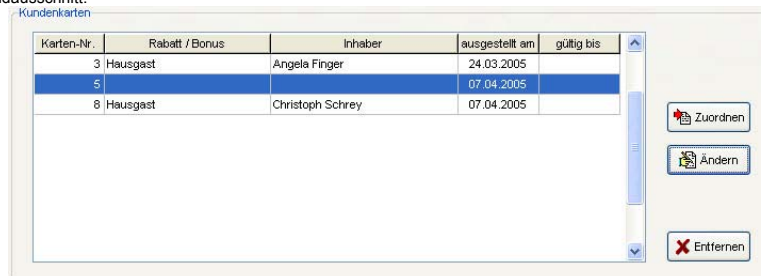 Kundenkarten
Karten-Nr. Rabatt / Bonus Inhaber ausgestellt am gültig bis
3 Hausgast Angela Finger 24.03.2005
5 07.04.2005
8 Hausgast Christoph Schrey 07.04.2005
Zuordnen
Ändern
Entfernen